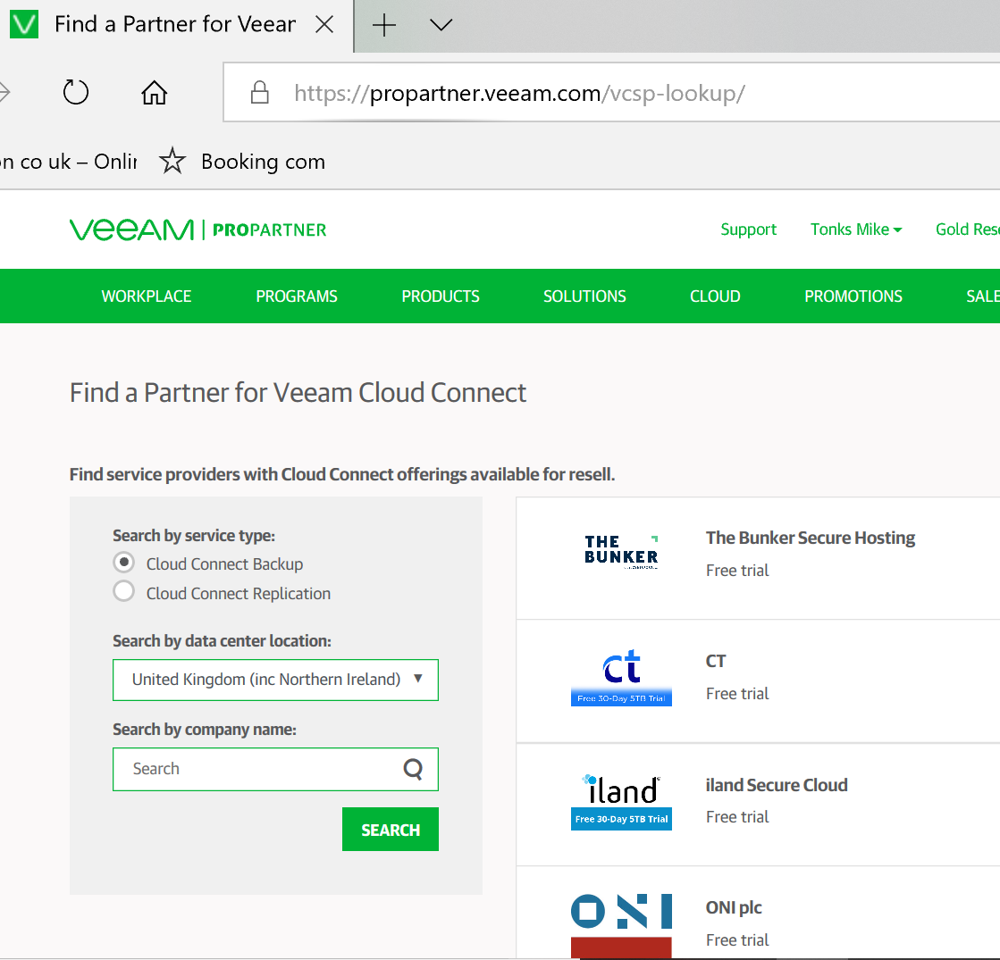 Find a Partner for Veear
https://propartner.veeam.com/vcsp-lookup/
on co uk – Onlin
Booking com
veeAM | PROPARTNER
Support
Tonks Mike
Gold Rese
WORKPLACE
PROGRAMS
PRODUCTS
SOLUTIONS
CLOUD
PROMOTIONS
SALE
Find a Partner for Veeam Cloud Connect
Find service providers with Cloud Connect offerings available for resell.
Search by service type:
Cloud Connect Backup
Cloud Connect Replication
Search by data center location:
United Kingdom (inc Northern Ireland)
Search by company name:
Search
SEARCH
THE
BUNKER
The Bunker Secure Hosting
Free trial
ct
Free 30-Day 5TB Trial
CT
Free trial
iland
Free 30-Day 5TB Trial
iland Secure Cloud
Free trial
ONI
ONI plc
Free trial